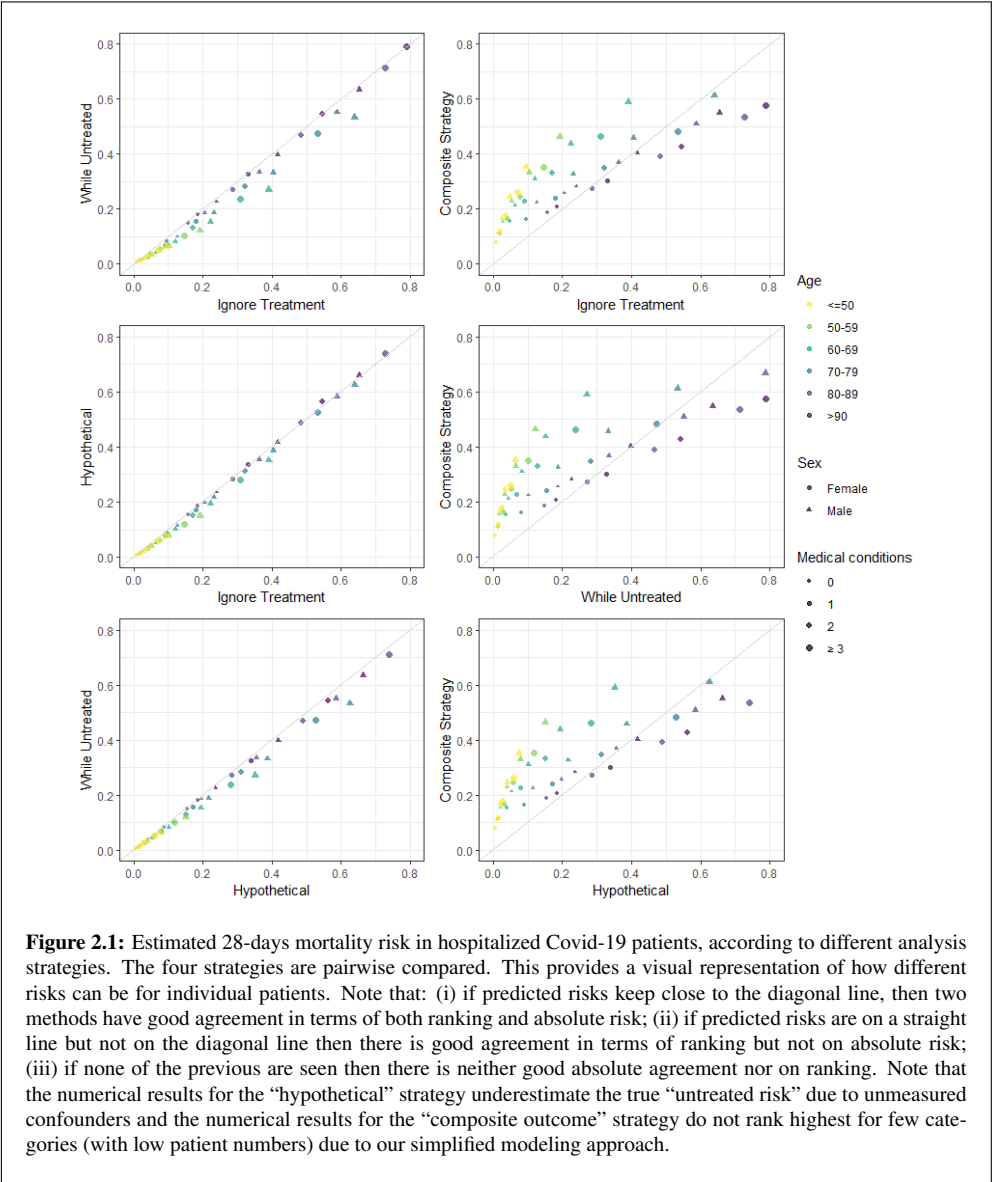 While Untreated
0.8
0.6
0.4
0.2
0.0
0.0 0.2 0.4 0.6 0.8
Ignore Treatment
Composite Strategy
0.8
0.6
0.4
0.2
0.0
0.0 0.2 0.4 0.6 0.8
Ignore Treatment
Hypothetical
0.8
0.6
0.4
0.2
0.0
0.0 0.2 0.4 0.6 0.8
Ignore Treatment
Composite Strategy
0.8
0.6
0.4
0.2
0.0
0.0 0.2 0.4 0.6 0.8
While Untreated
While Untreated
0.8
0.6
0.4
0.2
0.0
0.0 0.2 0.4 0.6 0.8
Hypothetical
Composite Strategy
0.8
0.6
0.4
0.2
0.0
0.0 0.2 0.4 0.6 0.8
Hypothetical
Age
<=50
50-59
60-69
70-79
80-89
>90
Sex
Female
Male
Medical conditions
0
1
2
≥ 3
Figure 2.1: Estimated 28-days mortality risk in hospitalized Covid-19 patients, according to different analysis
strategies. The four strategies are pairwise compared. This provides a visual representation of how different
risks can be for individual patients. Note that: (i) if predicted risks keep close to the diagonal line, then two
methods have good agreement in terms of both ranking and absolute risk; (ii) if predicted risks are on a straight
line but not on the diagonal line then there is good agreement in terms of ranking but not on absolute risk;
(iii) if none of the previous are seen then there is neither good absolute agreement nor on ranking. Note that
the numerical results for the “hypothetical” strategy underestimate the true “untreated risk” due to unmeasured
confounders and the numerical results for the “composite outcome” strategy do not rank highest for few cate-
gories (with low patient numbers) due to our simplified modeling approach.